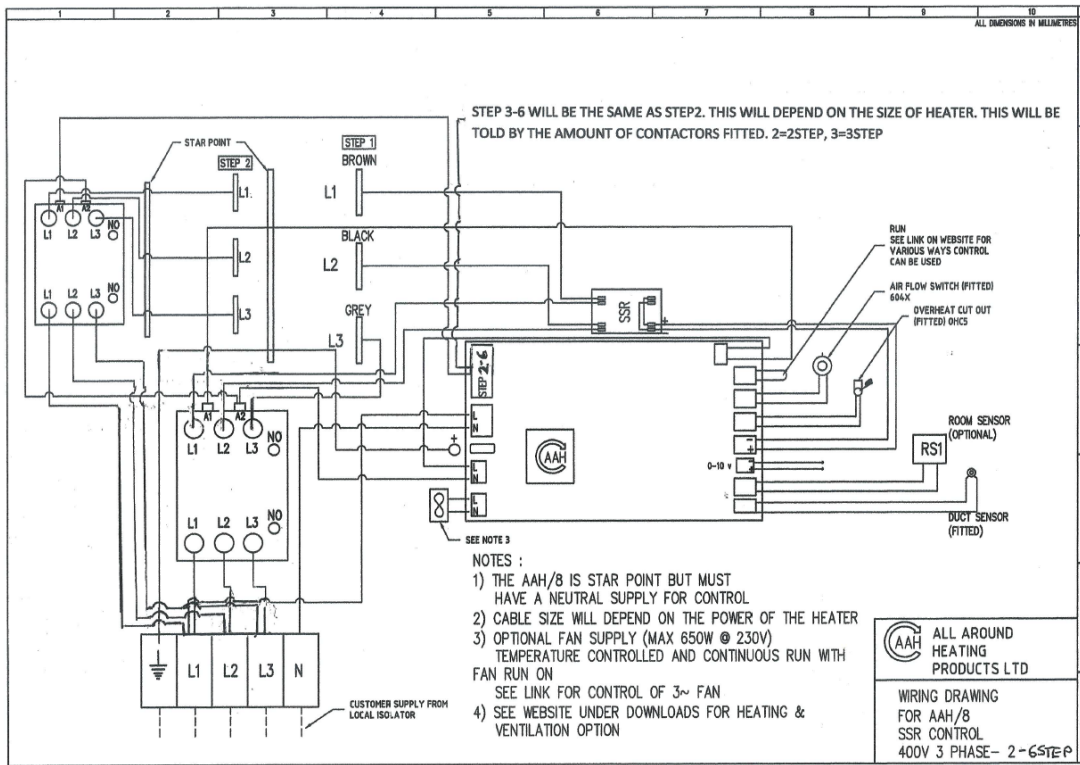 1 2 3 4 5 6 7 8 9 10
ALL DIMENSIONS IN MILLIMETRES
STEP 3-6 WILL BE THE SAME AS STEP2. THIS WILL DEPEND ON THE SIZE OF HEATER. THIS WILL BE
TOLD BY THE AMOUNT OF CONTACTORS FITTED. 2=2STEP, 3=3STEP
STAR POINT
STEP 2
STEP 1
BROWN
L1
L1
BLACK
L2
L2
GREY
L3
L3
A1
A2
L1 L2 L3 NO
NO
L1 L2 L3
RUN
SEE LINK ON WEBSITE FOR
VARIOUS WAYS CONTROL
CAN BE USED
AIR FLOW SWITCH (FITTED)
604X
OVERHEAT CUT OUT
(FITTED) OHC5
SSR
+
STEP 2-6
L
N
+
L
N
L
N
CAAH
-
+
0-10 V
ROOM SENSOR
(OPTIONAL)
RS1
DUCT SENSOR
(FITTED)
A1
A2
L1 L2 L3 NO
L1 L2 L3 NO
SEE NOTE 3
L1 L2 L3 N
CUSTOMER SUPPLY FROM
LOCAL ISOLATOR
NOTES :
1) THE AAH/8 IS STAR POINT BUT MUST
HAVE A NEUTRAL SUPPLY FOR CONTROL
2) CABLE SIZE WILL DEPEND ON THE POWER OF THE HEATER
3) OPTIONAL FAN SUPPLY (MAX 650W @ 230V)
TEMPERATURE CONTROLLED AND CONTINUOUS RUN WITH
FAN RUN ON
SEE LINK FOR CONTROL OF 3~ FAN
4) SEE WEBSITE UNDER DOWNLOADS FOR HEATING &
VENTILATION OPTION
CAAH
ALL AROUND
HEATING
PRODUCTS LTD
WIRING DRAWING
FOR AAH/8
SSR CONTROL
400V 3 PHASE- 2-6STEP